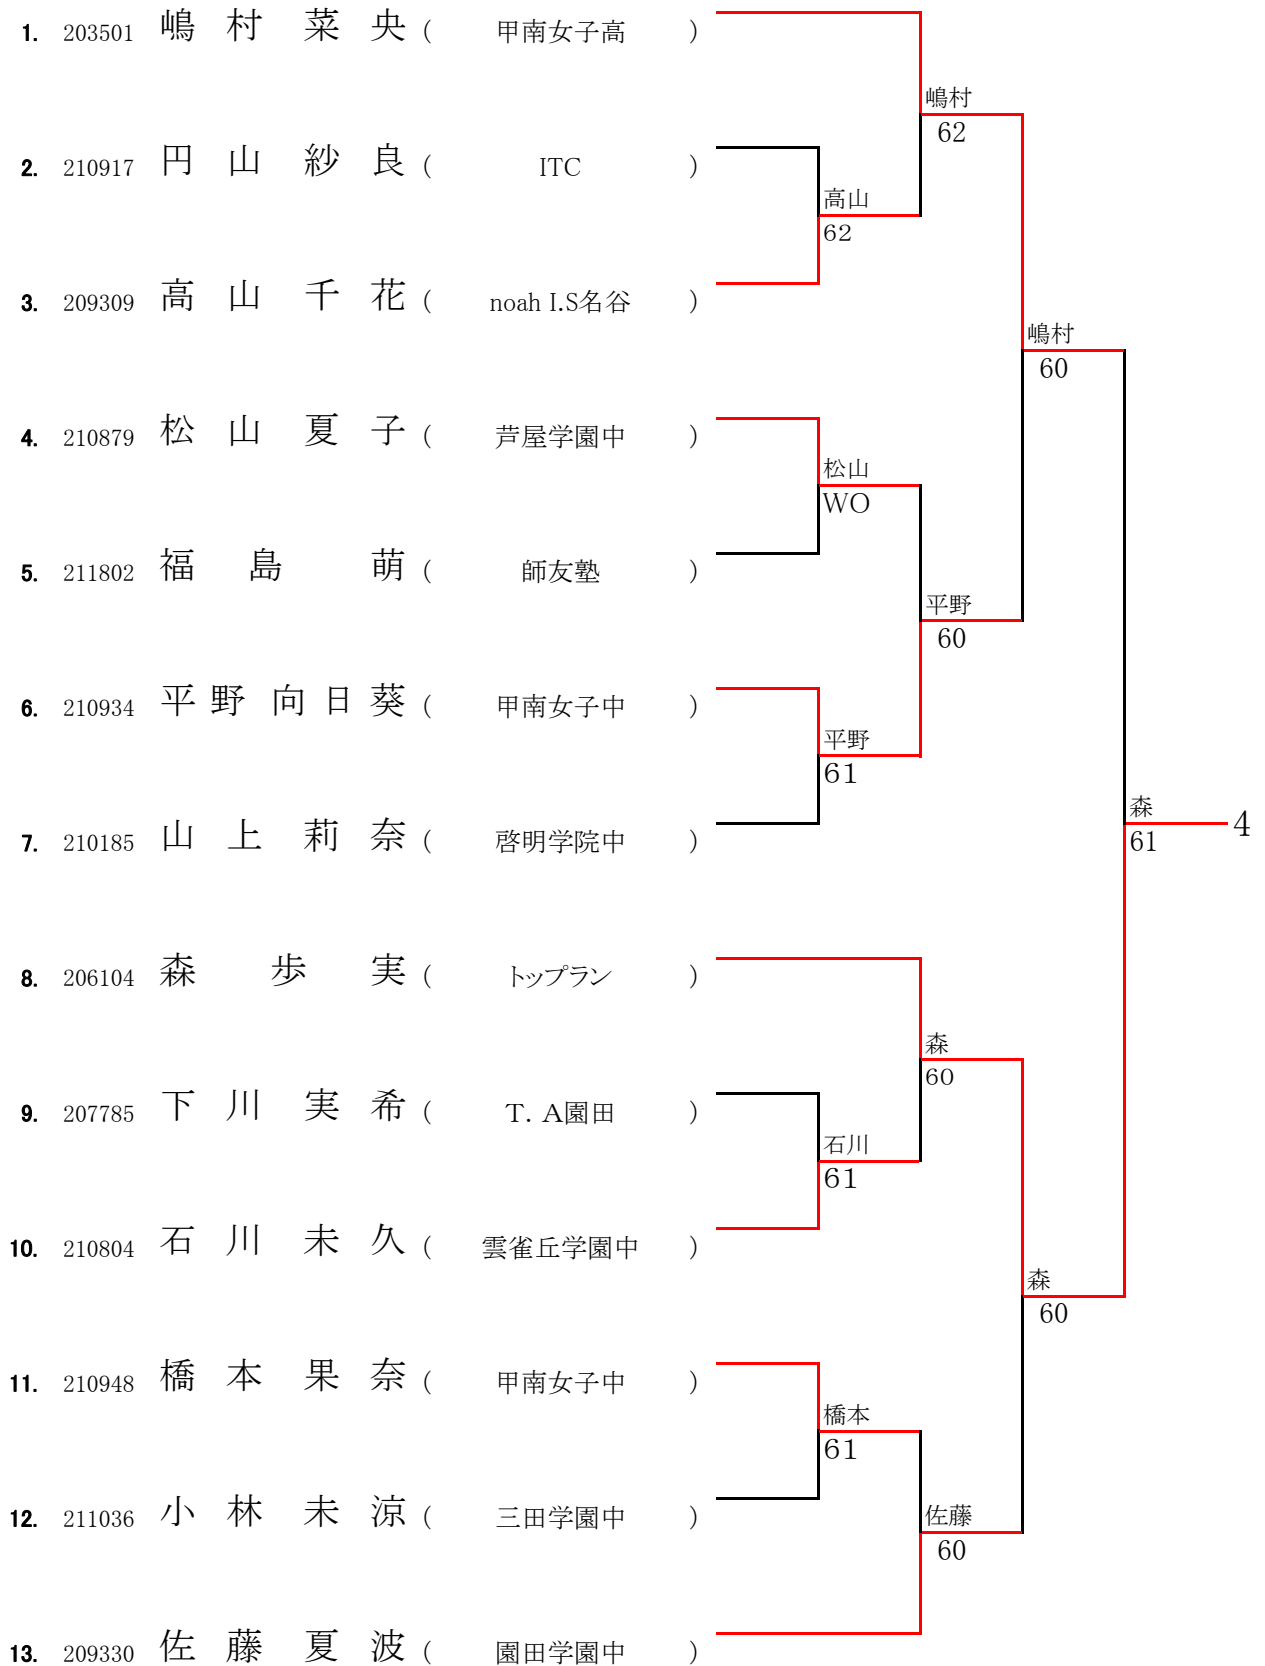 1. 203501 嶋村菜央 ( 甲南女子高 )
嶋村
62
2. 210917 円山紗良 ( ITC )
高山
62
3. 209309 高山千花 ( noah I.S名谷 )
嶋村
60
4. 210879 松山夏子 ( 芦屋学園中 )
松山
WO
5. 211802 福島萌 ( 師友塾 )
平野
60
6. 210934 平野向日葵 ( 甲南女子中 )
平野
61
7. 210185 山上莉奈 ( 啓明学院中 )
森
61
4
8. 206104 森歩実 ( トップラン )
森
60
9. 207785 下川実希 ( T．A園田 )
石川
61
10. 210804 石川未久 ( 雲雀丘学園中 )
森
60
11. 210948 橋本果奈 ( 甲南女子中 )
橋本
61
12. 211036 小林未涼 ( 三田学園中 )
佐藤
60
13. 209330 佐藤夏波 ( 園田学園中 )